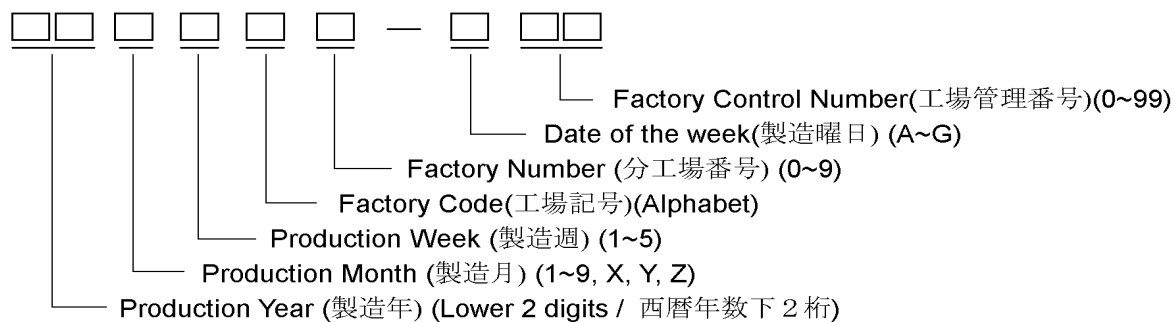 Factory Control Number(工場管理番号)(0~99)
Date of the week(製造曜日) (A~G)
Factory Number (分工場番号) (0~9)
Factory Code(工場記号)(Alphabet)
Production Week (製造週) (1~5)
Production Month (製造月) (1~9, X, Y, Z)
Production Year (製造年) (Lower 2 digits / 西暦年数下２桁)